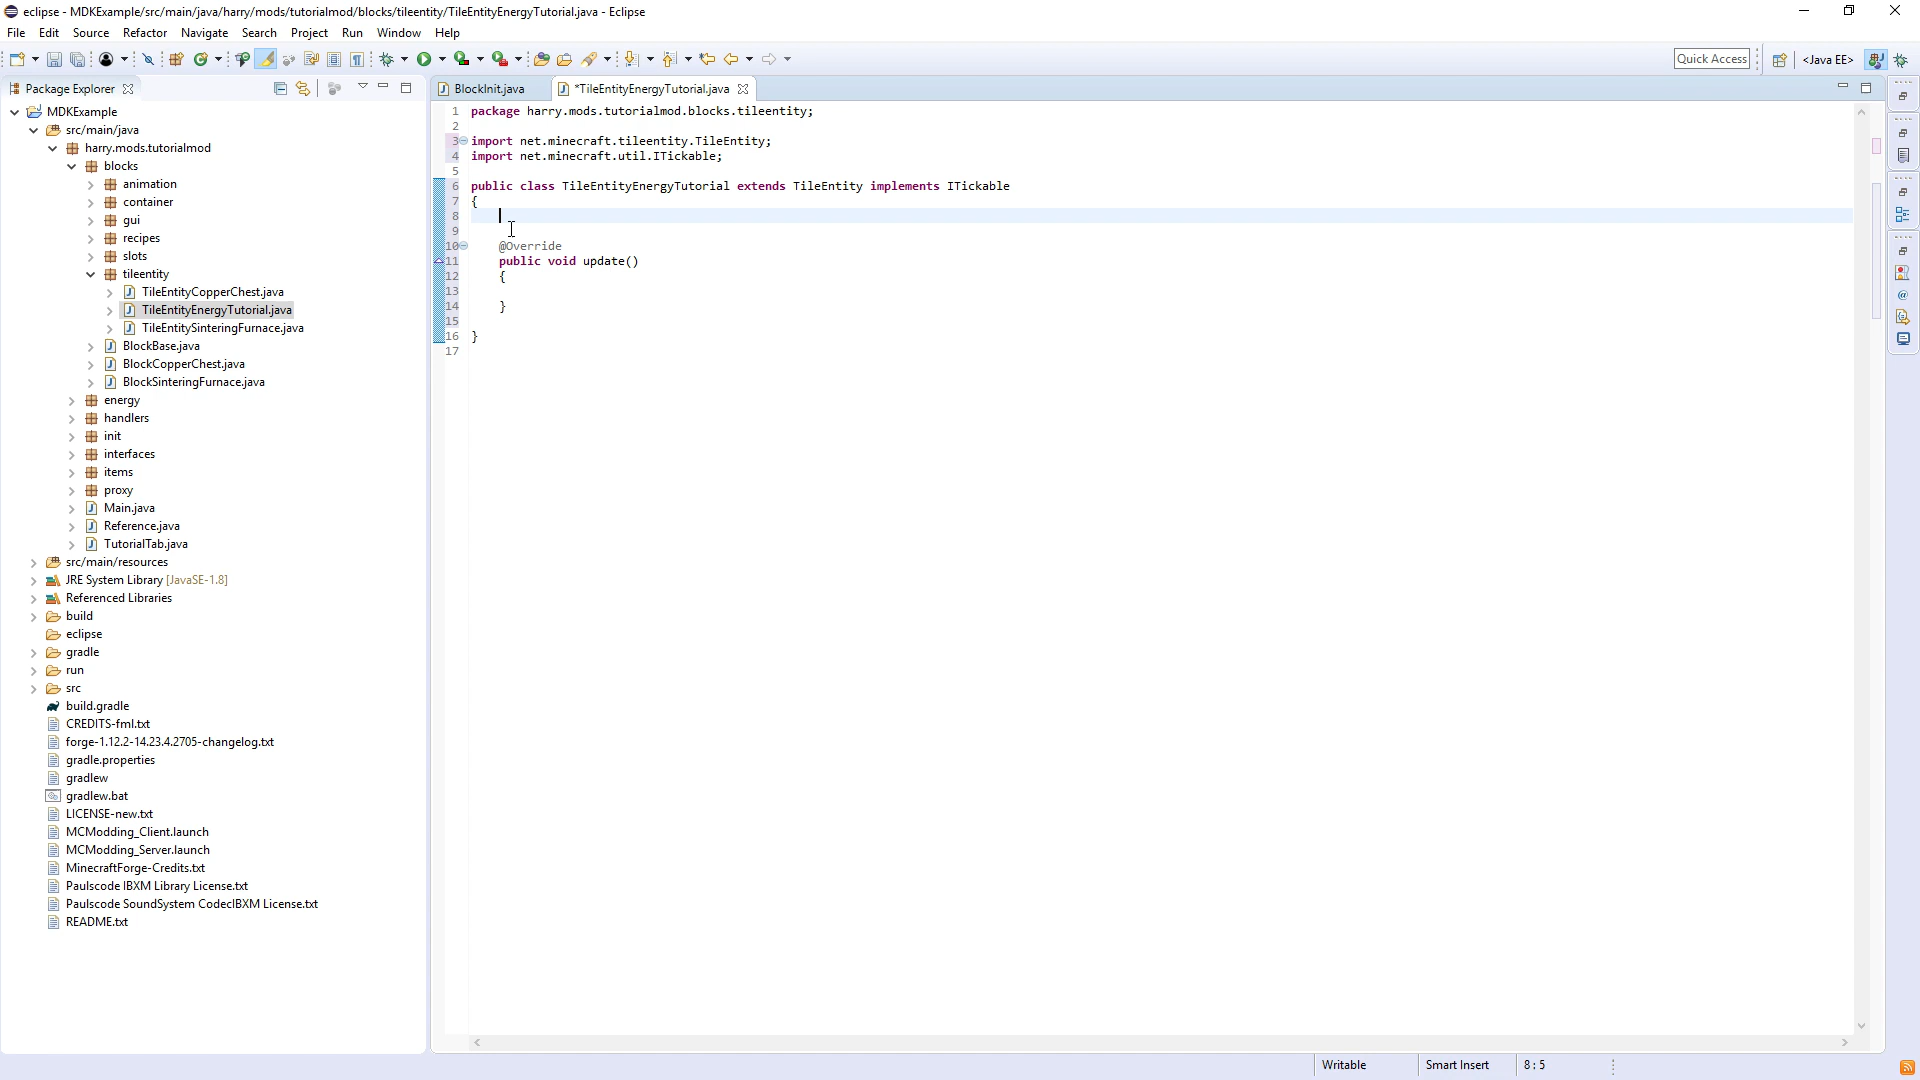 eclipse - MDKExample/src/main/java/harry/mods/tutorialmod/blocks/tileentity/TileEntityEnergyTutorial.java - Eclipse
File Edit Source Refactor Navigate Search Project Run Window Help
Quick Access
<Java EE>
Package Explorer
BlockInit.java
*TileEntityEnergyTutorial.java
MDKExample
src/main/java
harry.mods.tutorialmod
blocks
animation
container
gui
recipes
slots
tileentity
TileEntityCopperChest.java
TileEntityEnergyTutorial.java
TileEntitySinteringFurnace.java
BlockBase.java
BlockCopperChest.java
BlockSinteringFurnace.java
energy
handlers
init
interfaces
items
proxy
Main.java
Reference.java
TutorialTab.java
src/main/resources
JRE System Library [JavaSE-1.8]
Referenced Libraries
build
eclipse
gradle
run
src
build.gradle
CREDITS-fml.txt
forge-1.12.2-14.23.4.2705-changelog.txt
gradle.properties
gradlew
gradlew.bat
LICENSE-new.txt
MCModding_Client.launch
MCModding_Server.launch
MinecraftForge-Credits.txt
Paulscode IBXM Library License.txt
Paulscode SoundSystem CodecIBXM License.txt
README.txt
1 package harry.mods.tutorialmod.blocks.tileentity;
2
3 import net.minecraft.tileentity.TileEntity;
4 import net.minecraft.util.ITickable;
5
6 public class TileEntityEnergyTutorial extends TileEntity implements ITickable
7 {
8
9
10 @Override
11 public void update()
12 {
13
14 }
15
16 }
17
Writable
Smart Insert
8 : 5